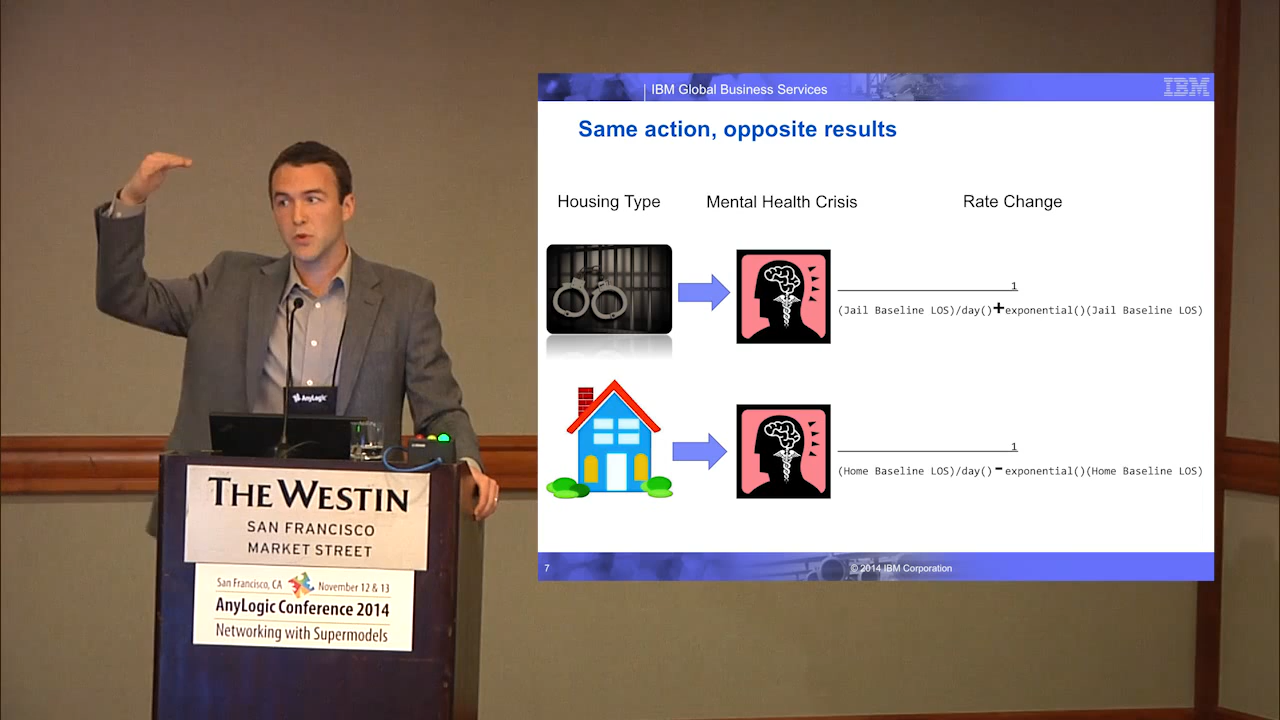 IBM Global Business Services
IBM
Same action, opposite results
Housing Type
Mental Health Crisis
Rate Change
1
(Jail Baseline LOS)/day()+exponential()(Jail Baseline LOS)
1
(Home Baseline LOS)/day()-exponential()(Home Baseline LOS)
7
© 2014 IBM Corporation
AnyLogic
THE WESTIN
SAN FRANCISCO
MARKET STREET
San Francisco, CA November 12 & 13
AnyLogic Conference 2014
Networking with Supermodels